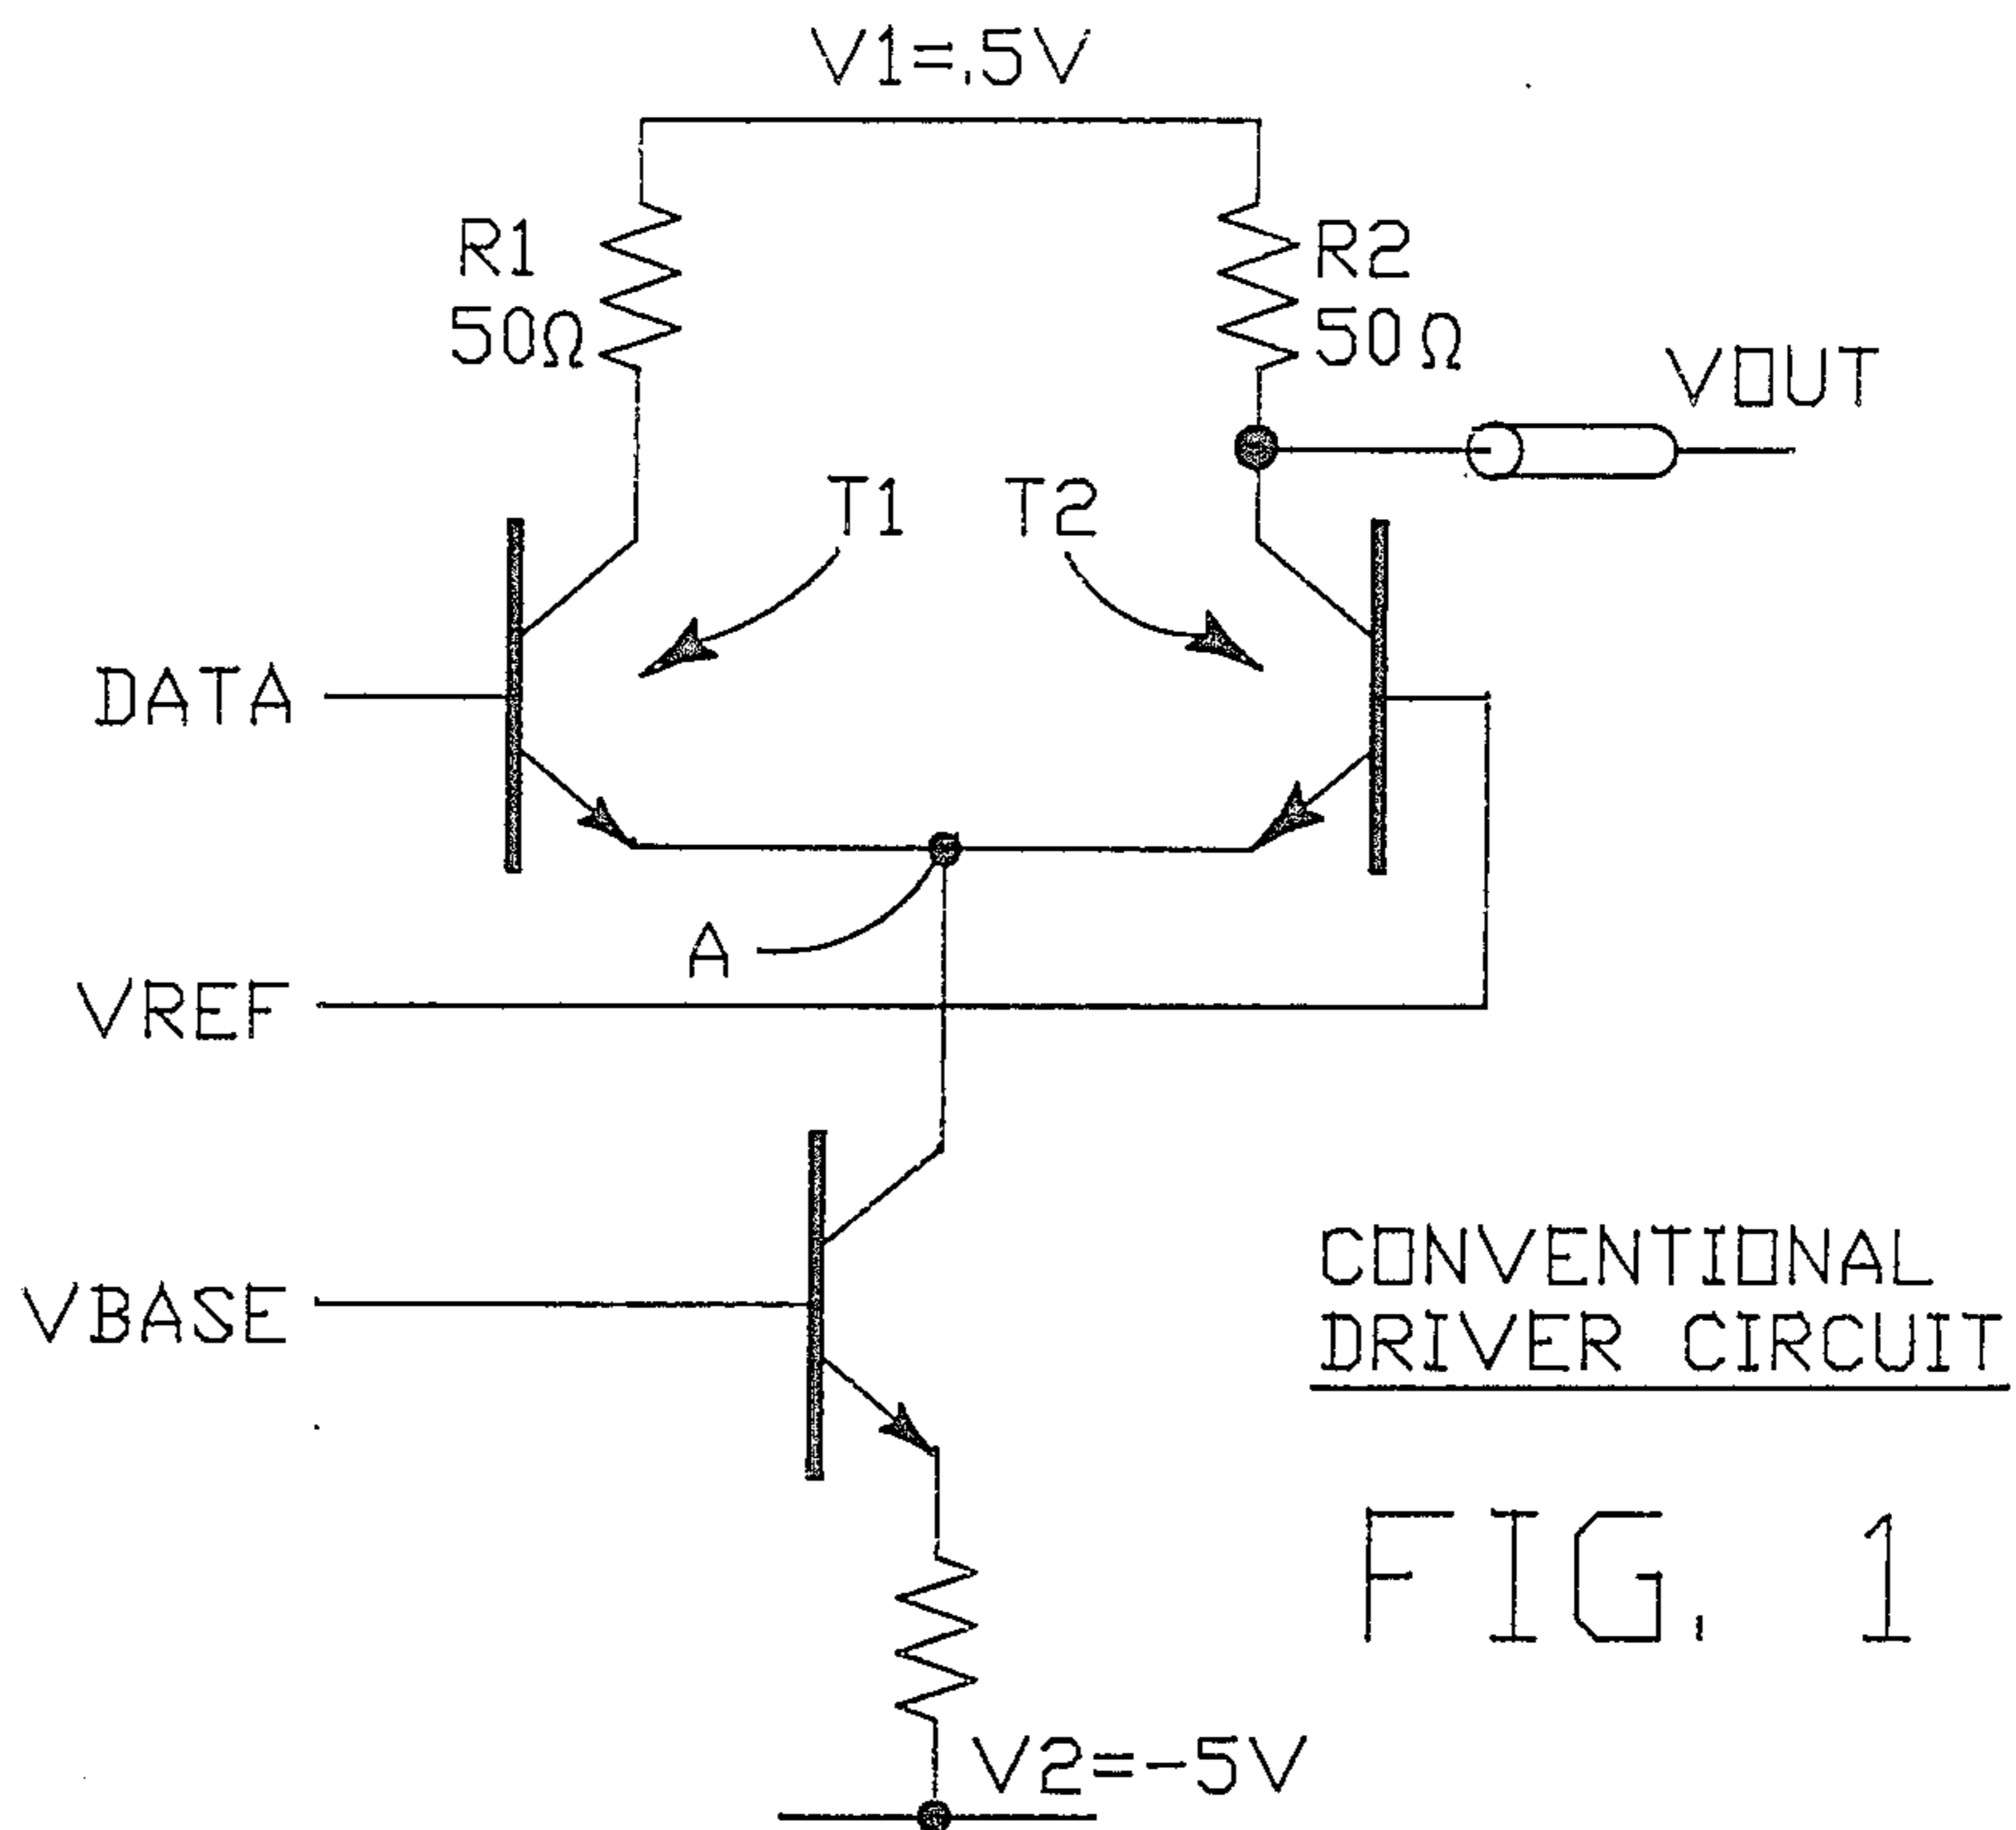 V1=.5V
R1
50Ω
R2
50Ω
VOUT
T1
T2
DATA
A
VREF
VBASE
CONVENTIONAL
DRIVER CIRCUIT
FIG. 1
V2=-5V